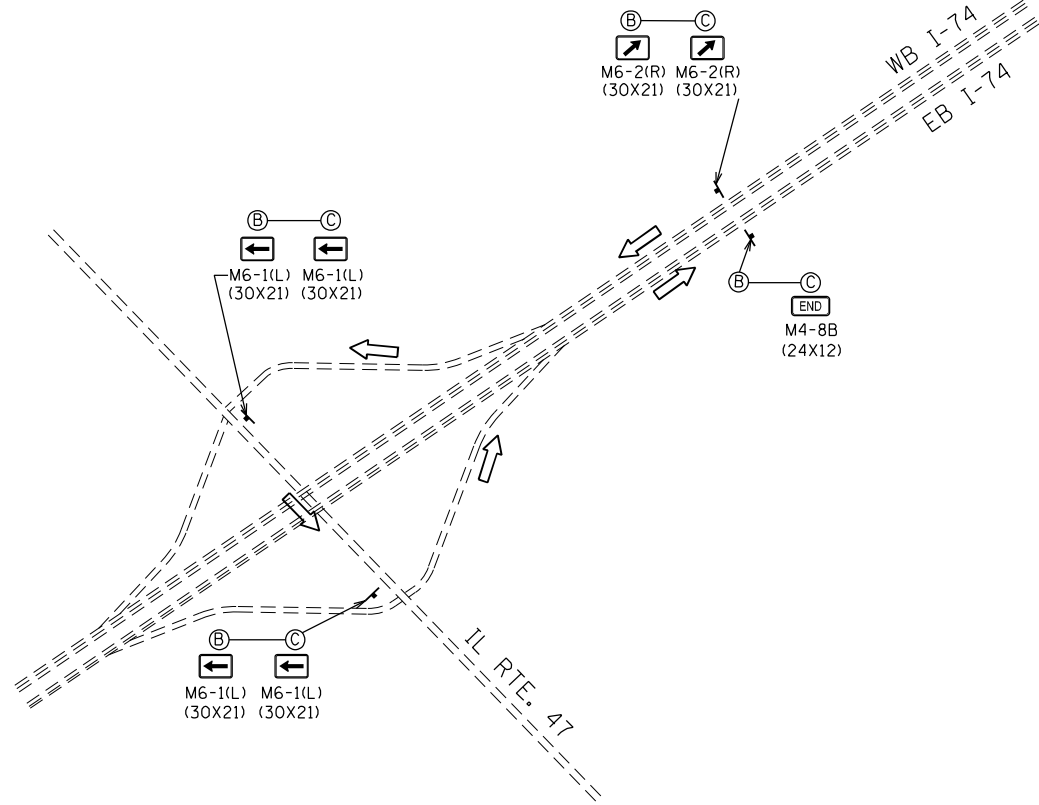 B C
M6-2(R) M6-2(R)
(30X21) (30X21)
WB I-74
EB I-74
B C
M6-1(L) M6-1(L)
(30X21) (30X21)
B C
END
M4-8B
(24X12)
B C
M6-1(L) M6-1(L)
(30X21) (30X21)
IL RTE. 47